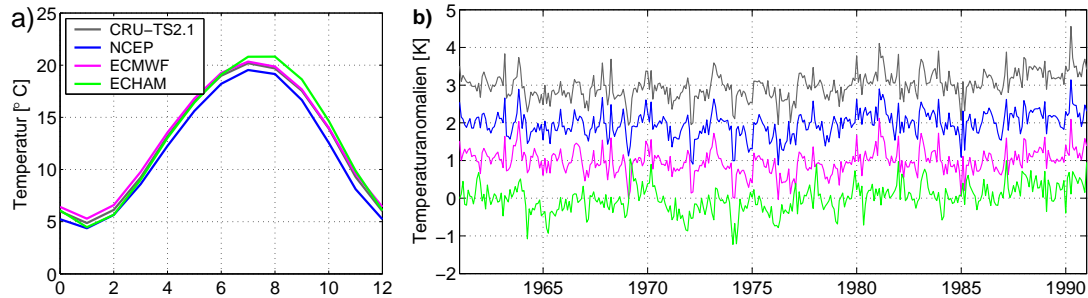 a)
25
20
15
10
5
0
Temperatur [° C]
CRU−TS2.1
NCEP
ECMWF
ECHAM
0 2 4 6 8 10 12
b)
5
4
3
2
1
0
−1
−2
Temperaturanomalien [K]
1965 1970 1975 1980 1985 1990